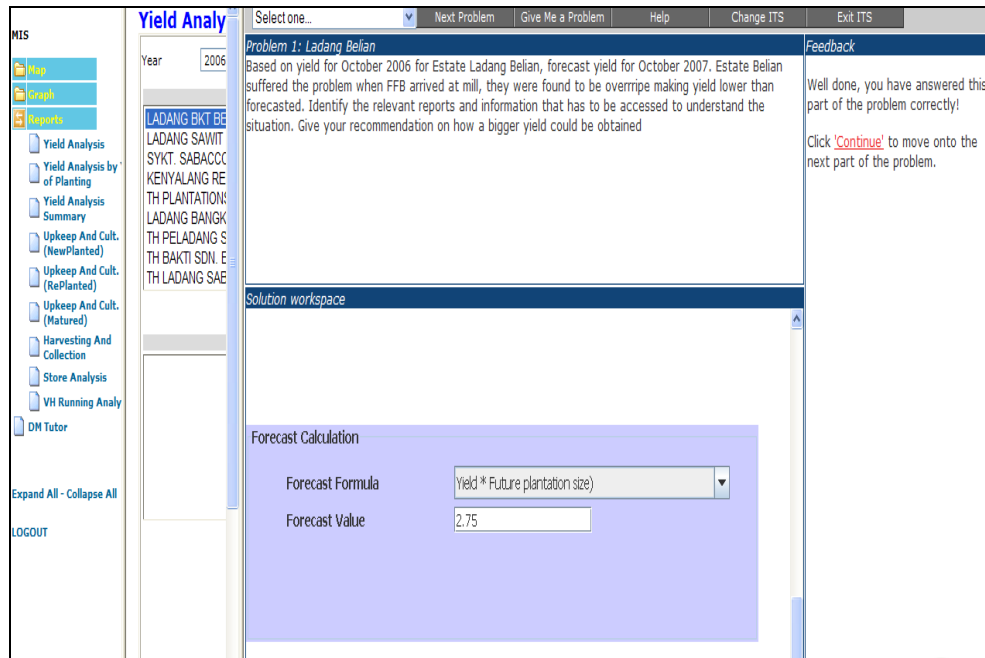 MIS
Map
Graph
Reports
Yield Analysis
Yield Analysis by
of Planting
Yield Analysis
Summary
Upkeep And Cult.
(NewPlanted)
Upkeep And Cult.
(RePlanted)
Upkeep And Cult.
(Matured)
Harvesting And
Collection
Store Analysis
VH Running Analy
DM Tutor
Expand All - Collapse All
LOGOUT
Yield Analy
Year 2006
LADANG BKT BE
LADANG SAWIT
SYKT. SABACCO
KENYALANG RE
TH PLANTATIONS
LADANG BANGK
TH PELADANG S
TH BAKTI SDN. B
TH LADANG SAB
Select one... Next Problem Give Me a Problem Help Change ITS Exit ITS
Problem 1: Ladang Belian
Based on yield for October 2006 for Estate Ladang Belian, forecast yield for October 2007. Estate Belian
suffered the problem when FFB arrived at mill, they were found to be overrripe making yield lower than
forecasted. Identify the relevant reports and information that has to be accessed to understand the
situation. Give your recommendation on how a bigger yield could be obtained
Solution workspace
Forecast Calculation
Forecast Formula Yield * Future plantation size)
Forecast Value 2.75
Feedback
Well done, you have answered this
part of the problem correctly!
Click 'Continue' to move onto the
next part of the problem.